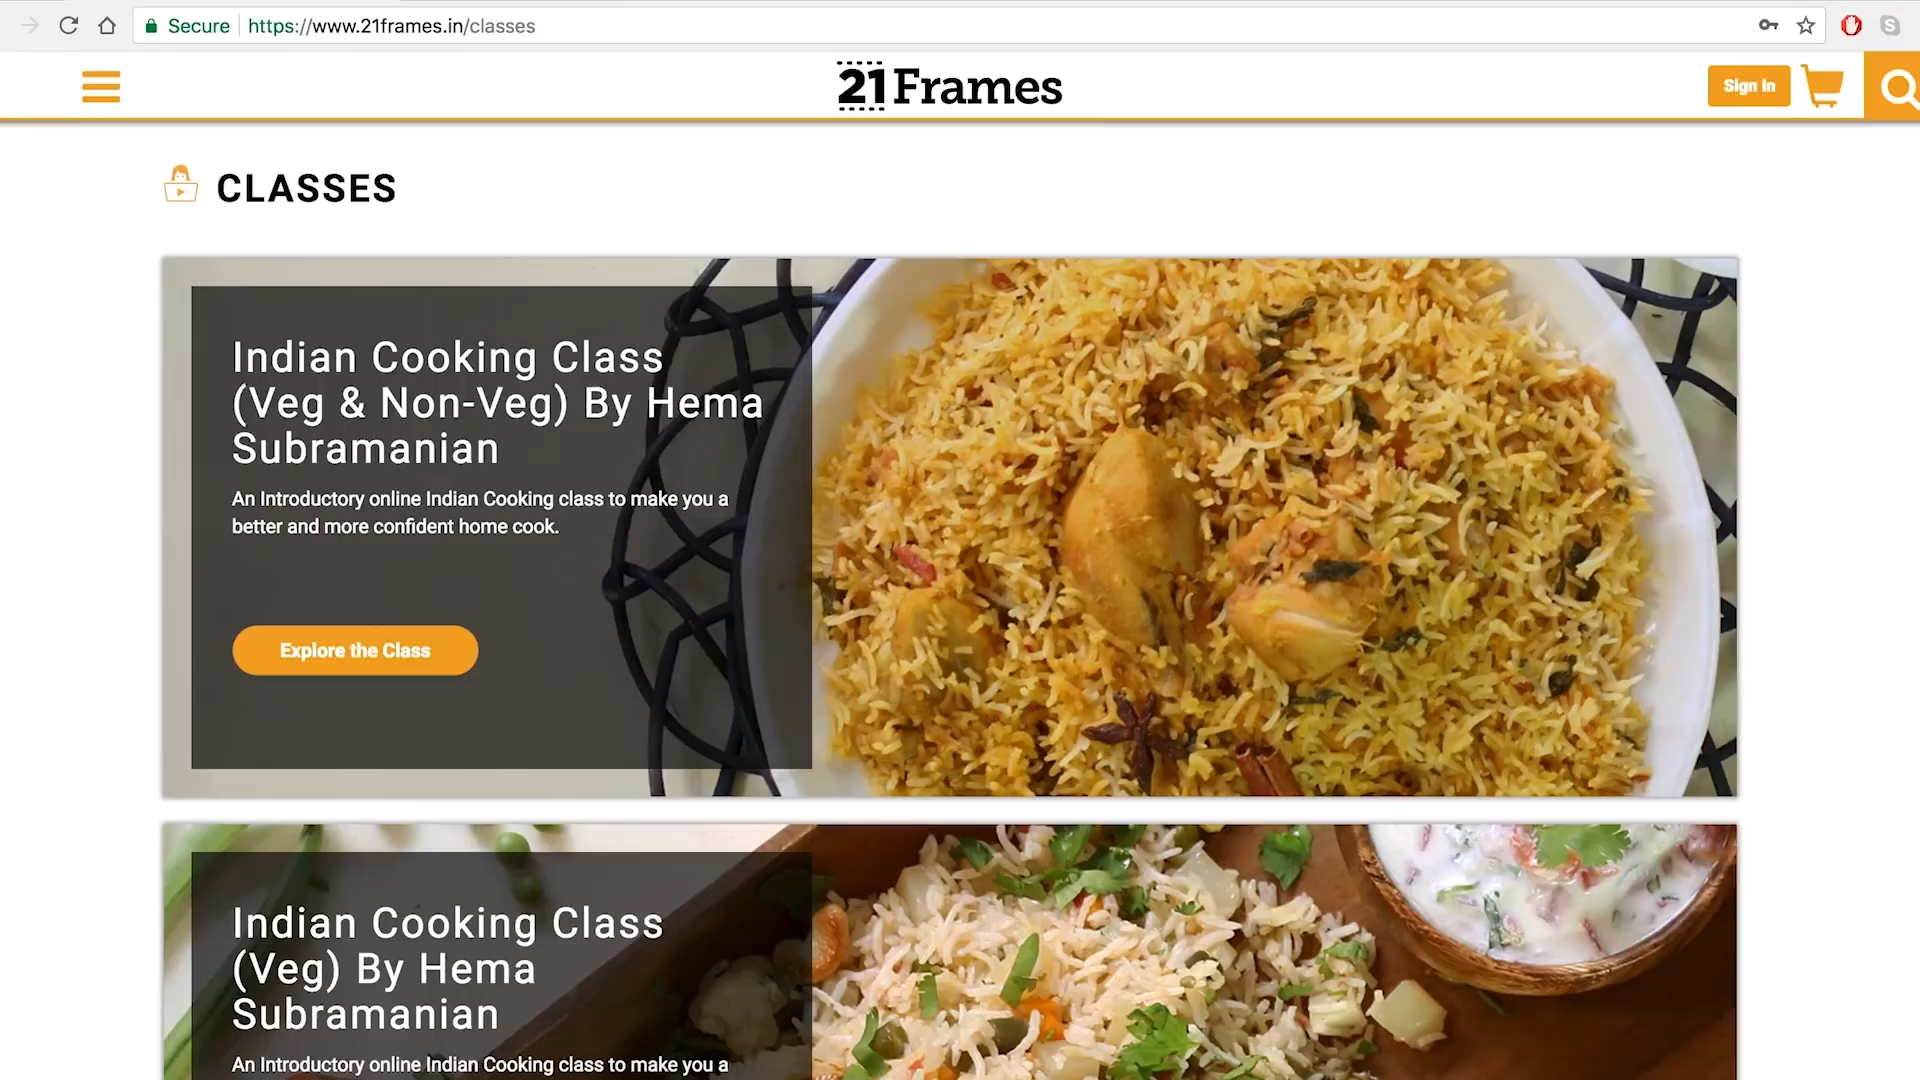 Secure https://www.21frames.in/classes
21Frames
Sign In
CLASSES
Indian Cooking Class
(Veg & Non-Veg) By Hema
Subramanian
An Introductory online Indian Cooking class to make you a
better and more confident home cook.
Explore the Class
Indian Cooking Class
(Veg) By Hema
Subramanian
An Introductory online Indian Cooking class to make you a